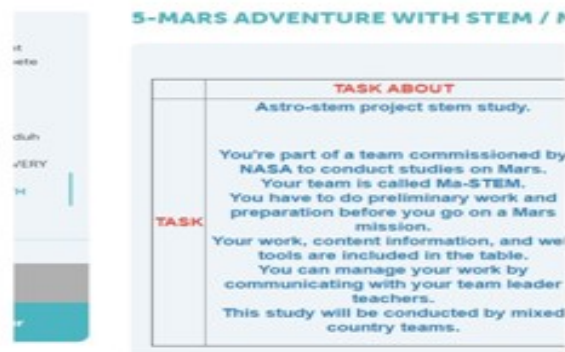 5-MARS ADVENTURE WITH STEM /
TASK ABOUT
Astro-stem project stem study.
You're part of a team commissioned by
NASA to conduct studies on Mars.
Your team is called Ma-STEM.
You have to do preliminary work and
preparation before you go on a Mars
mission.
TASK
Your work, content information, and
tools are included in the table.
You can manage your work by
communicating with your team leader
teachers.
This study will be conducted by mixed
country teams.